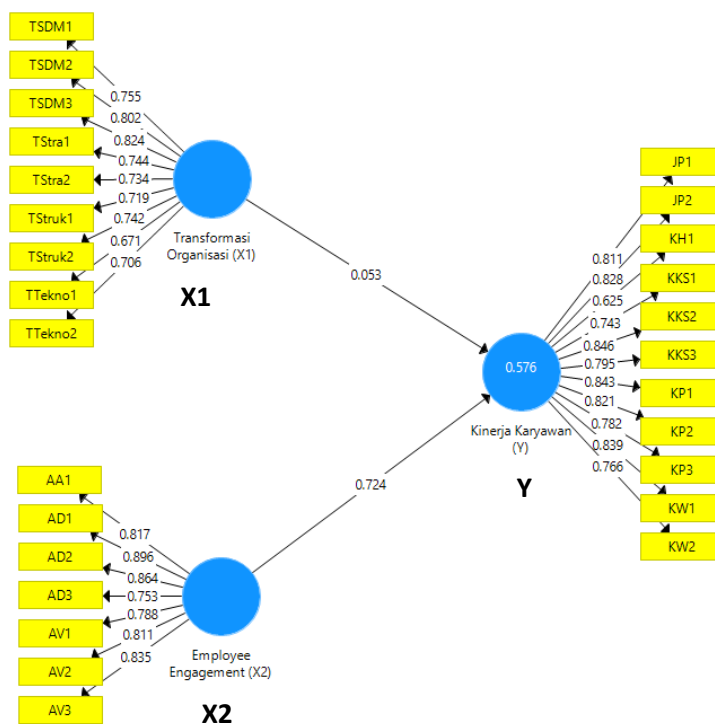 TSDM1
TSDM2
TSDM3
TStra1
TStra2
TStruk1
TStruk2
TTekno1
TTekno2
0.755
0.802
0.824
0.744
0.734
0.719
0.742
0.671
0.706
Transformasi
Organisasi (X1)
X1
0.053
AA1
AD1
AD2
AD3
AV1
AV2
AV3
0.817
0.896
0.864
0.753
0.788
0.811
0.835
Employee
Engagement (X2)
X2
0.724
0.576
Kinerja Karyawan
(Y)
Y
0.811
0.828
0.625
0.743
0.846
0.795
0.843
0.821
0.782
0.839
0.766
JP1
JP2
KH1
KKS1
KKS2
KKS3
KP1
KP2
KP3
KW1
KW2